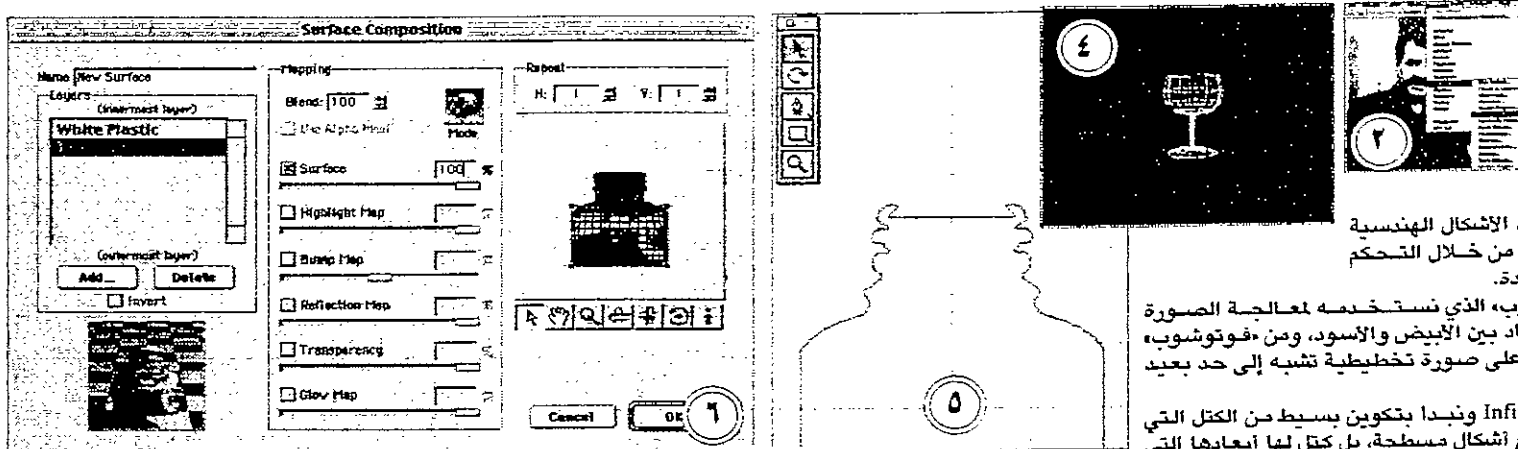 Surface Composition
Name New Surface
Layers
(innermost layer)
White Plastic
1
(outermost layer)
Add...
Delete
Invert
Mapping
Blend: 100
Use Alpha
Mode
Surface 100 %
Highlight Map
Bump Map
Reflection Map
Transparency
Glow Map
Repeat
H: 1 V: 1
Cancel
OK
٦
٥
٤
٢
الأشكال الهندسية
من خلال التحكم
دة.
وب» الذي نستخدمه لمعالجة الصورة
اد بين الأبيض والأسود، ومن «فوتوشوب»
على صورة تخطيطية تشبه إلى حد بعيد
Infi ونبدأ بتكوين بسيط من الكتل التي
م أشكال مسطحة، بل كتل لها أبعادها التي